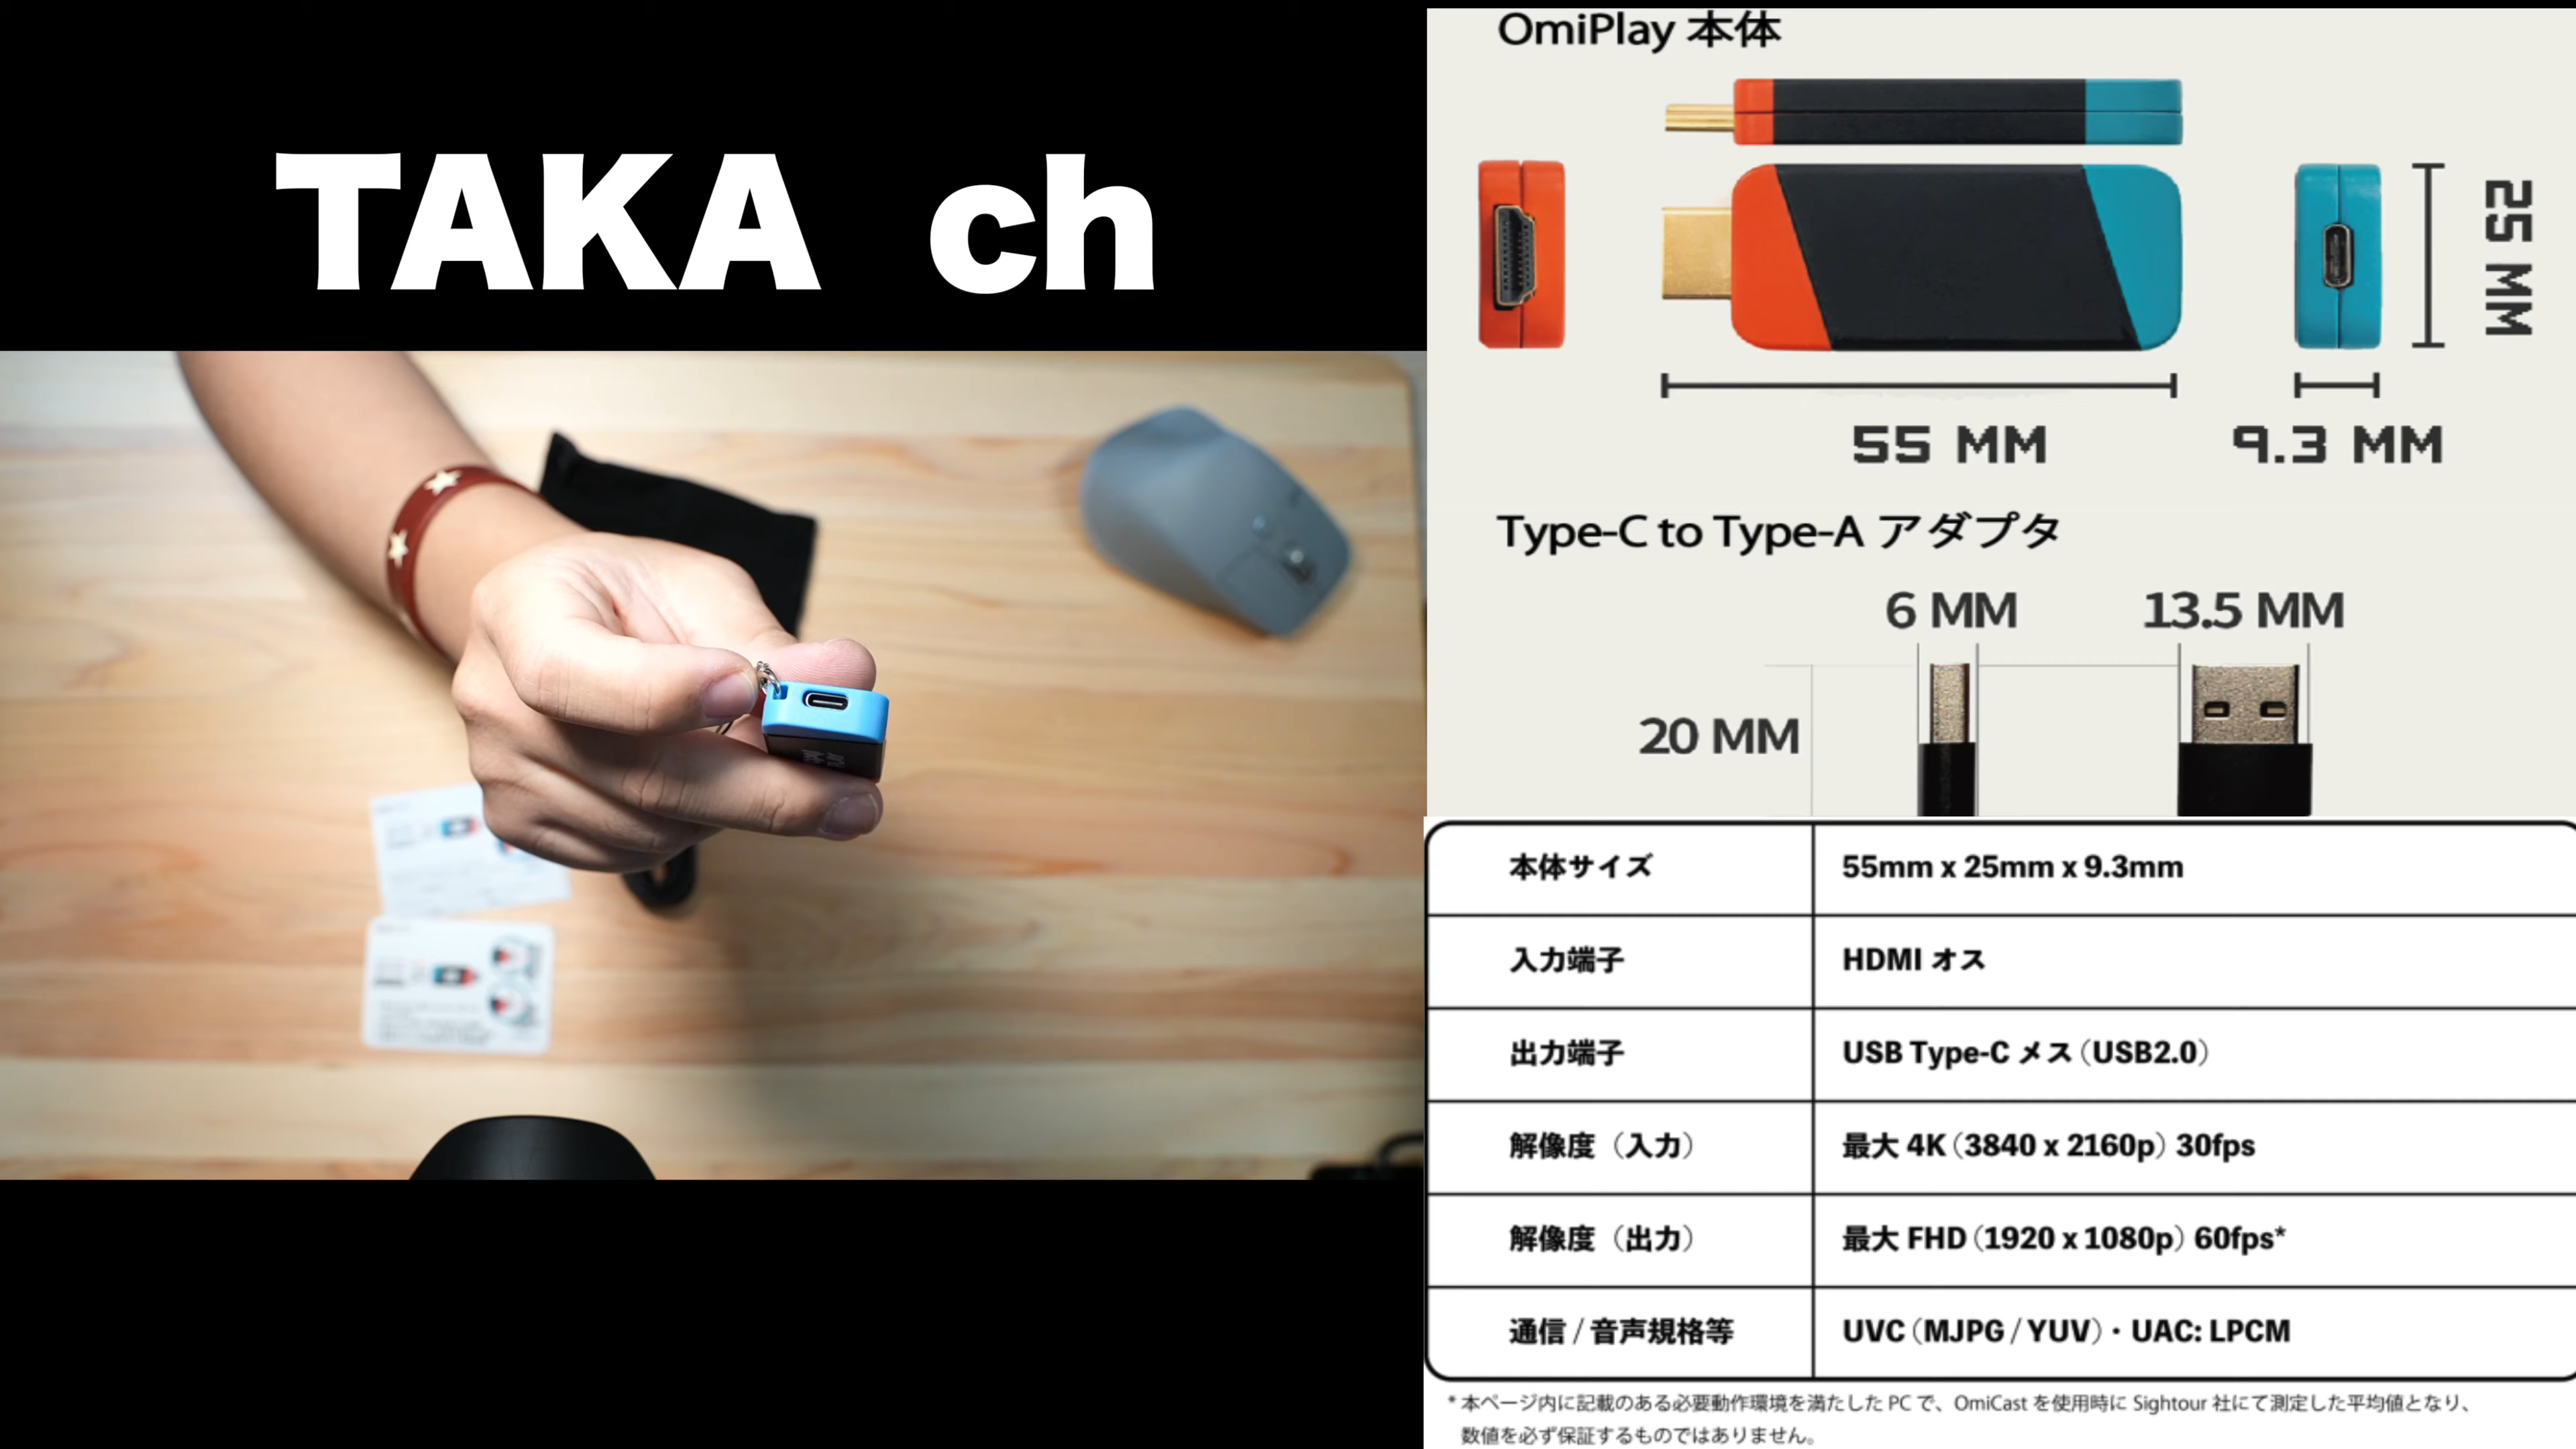 TAKA ch
OmiPlay 本体
25 MM
55 MM
9.3 MM
Type-C to Type-A アダプタ
6 MM
13.5 MM
20 MM
本体サイズ
55mm x 25mm x 9.3mm
入力端子
HDMI オス
出力端子
USB Type-C メス（USB2.0）
解像度（入力）
最大 4K（3840 x 2160p）30fps
解像度（出力）
最大 FHD（1920 x 1080p）60fps*
通信 / 音声規格等
UVC（MJPG / YUV）・UAC: LPCM
* 本ページ内に記載のある必要動作環境を満たした PC で、OmiCast を使用時に Sightour 社にて測定した平均値となり、
数値を必ず保証するものではありません。